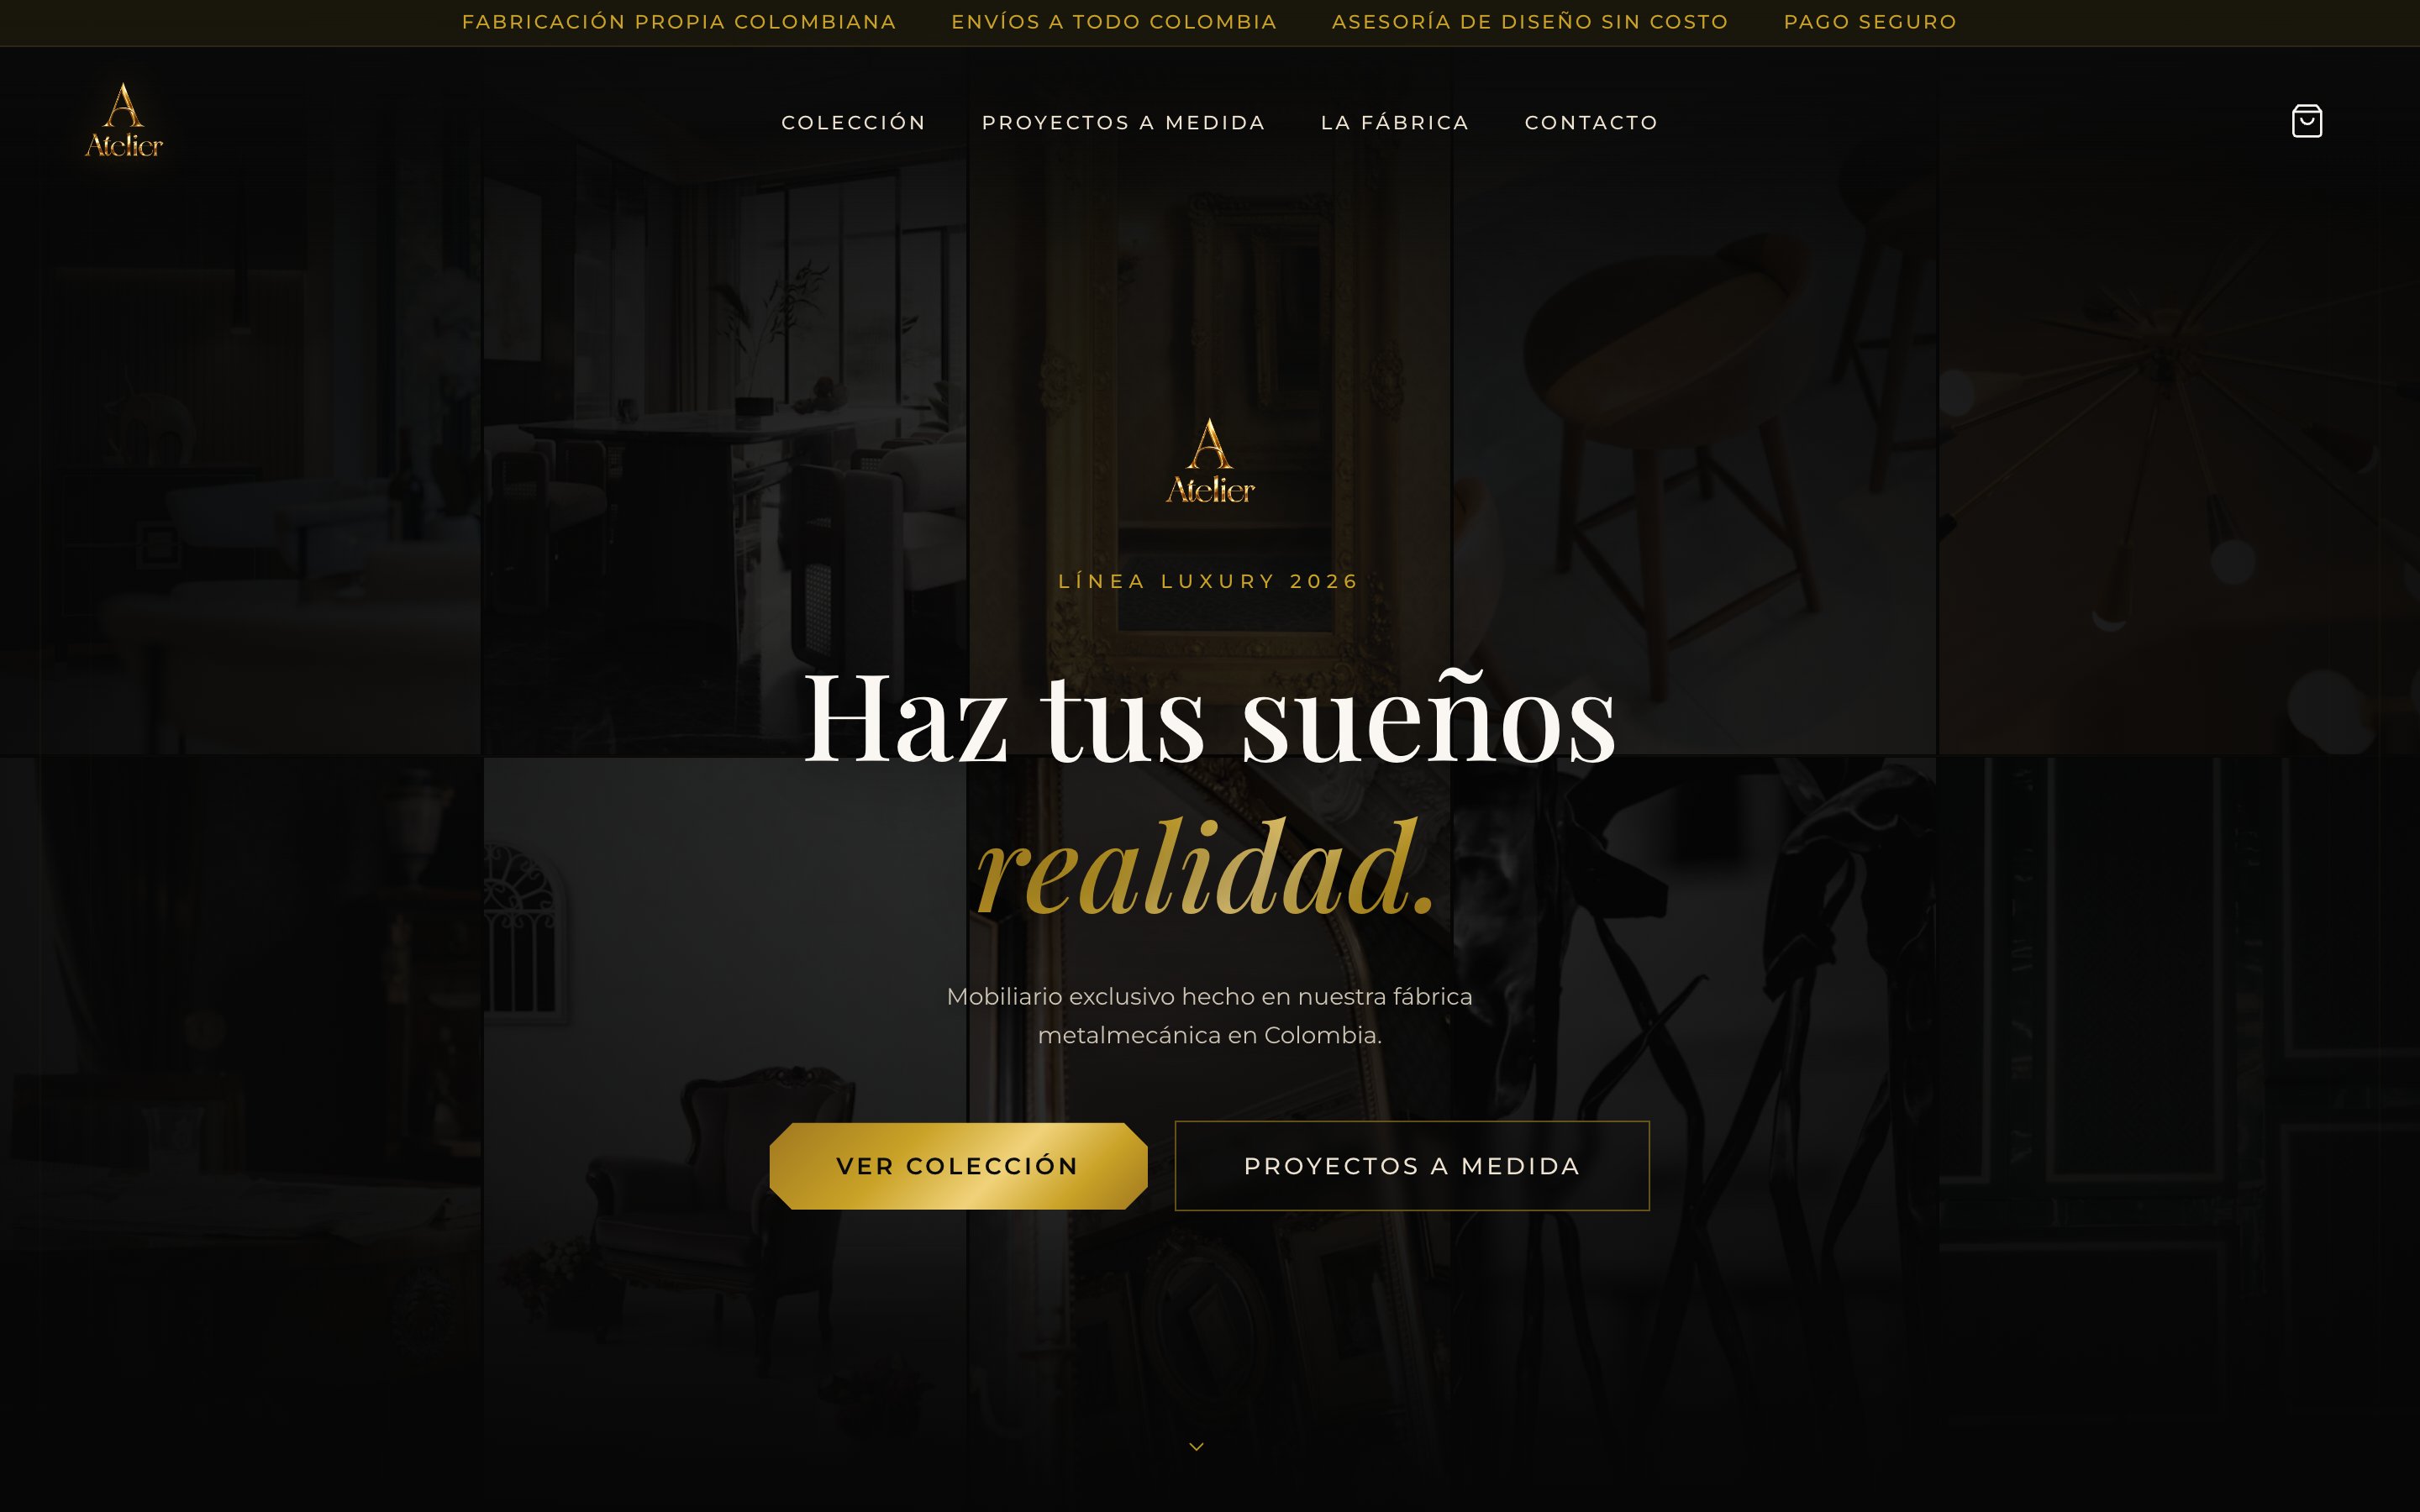 FABRICACIÓN PROPIA COLOMBIANA ENVÍOS A TODO COLOMBIA ASESORÍA DE DISEÑO SIN COSTO PAGO SEGURO
A
Atelier
COLECCIÓN PROYECTOS A MEDIDA LA FÁBRICA CONTACTO
A
Atelier
LÍNEA LUXURY 2026
Haz tus sueños
realidad.
Mobiliario exclusivo hecho en nuestra fábrica
metalmecánica en Colombia.
VER COLECCIÓN PROYECTOS A MEDIDA